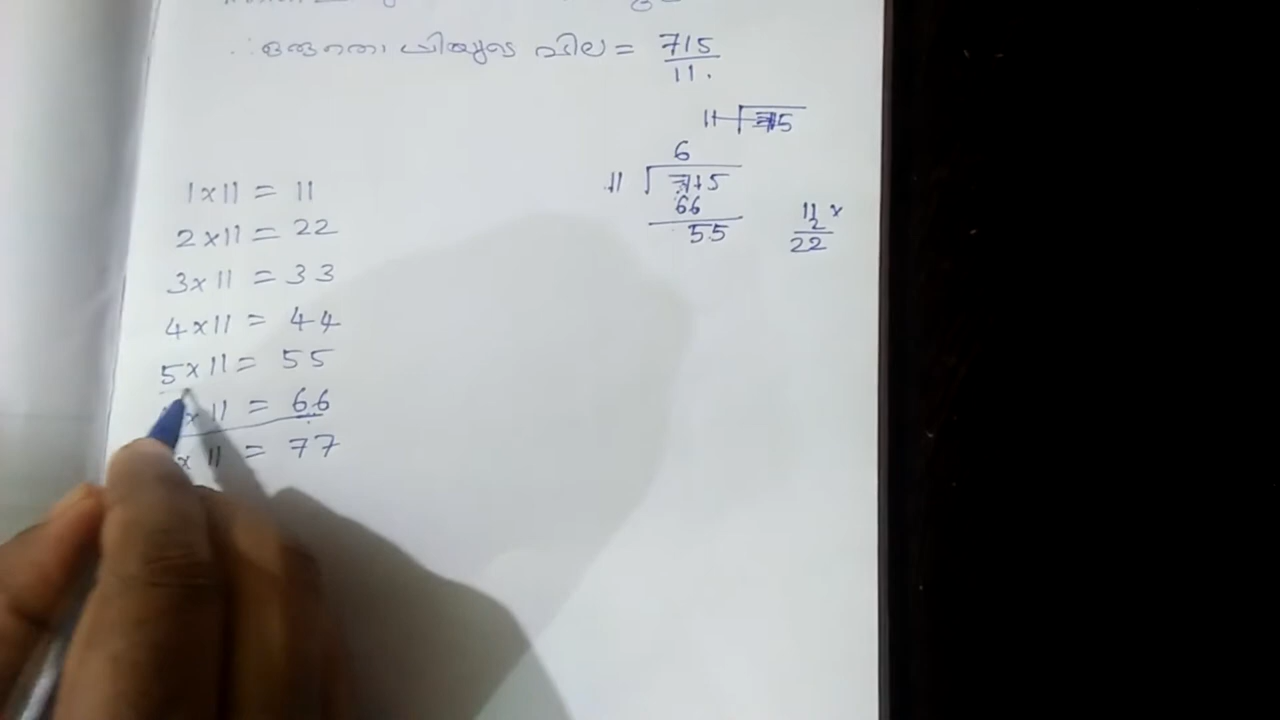 ∴ ഒരു തൊപ്പിയുടെ വില = 715/11.
11 ⟌ 715
6
11 ⟌ 715
66
55
11 x
2
22
1 x 11 = 11
2 x 11 = 22
3 x 11 = 33
4 x 11 = 44
5 x 11 = 55
x 11 = 66
x 11 = 77